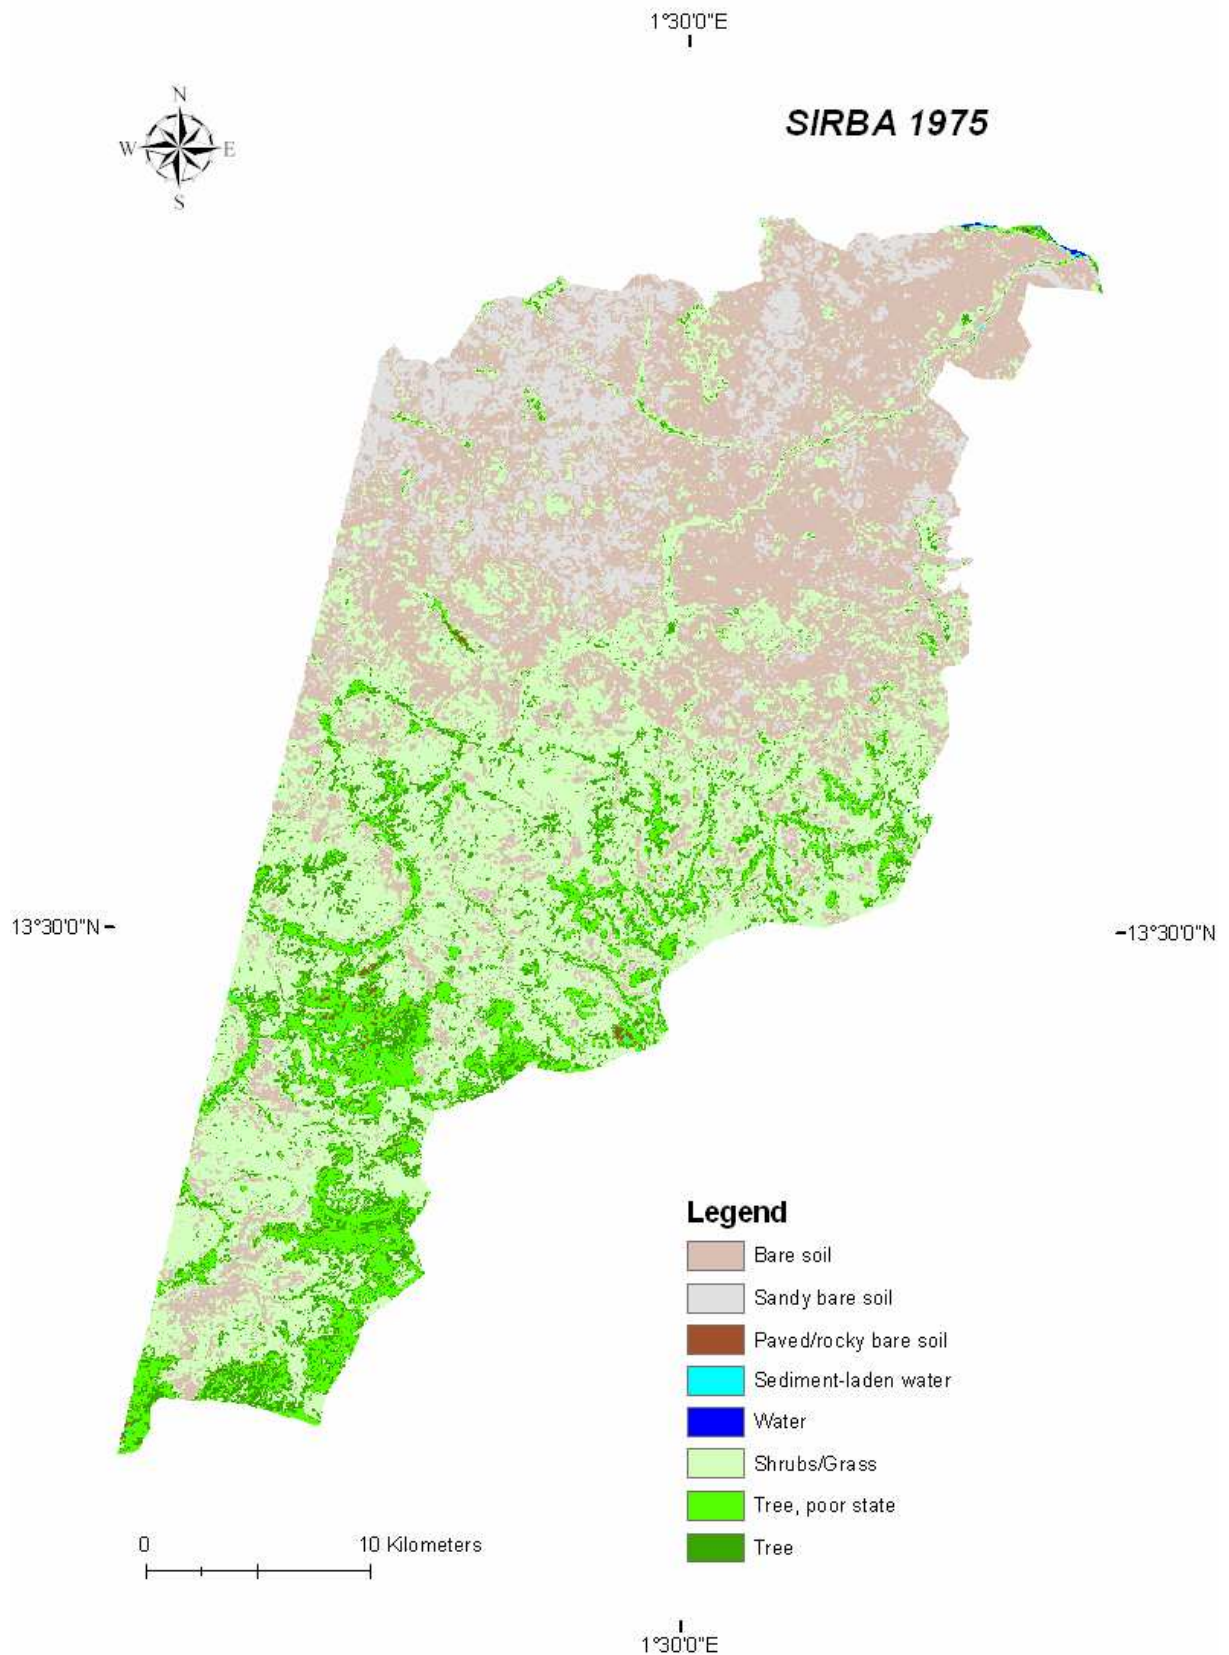 1°30'0"E
N
SIRBA 1975
W E
S
13°30'0"N
13°30'0"N
Legend
Bare soil
Sandy bare soil
Paved/rocky bare soil
Sediment-laden water
Water
Shrubs/Grass
Tree, poor state
Tree
0 10 Kilometers
1°30'0"E